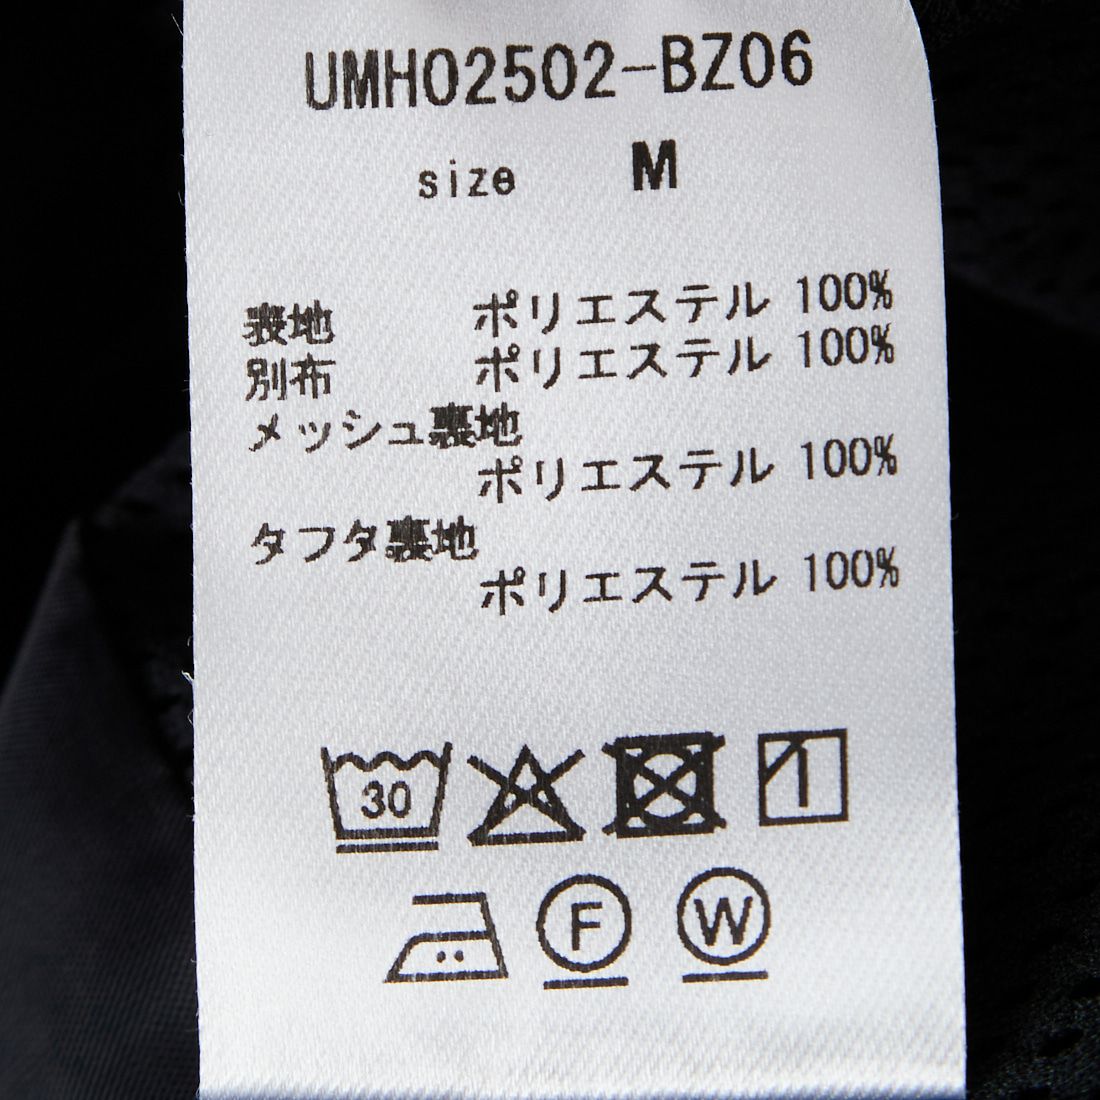 UMH02502-BZ06
size M
表地 ポリエステル 100%
別布 ポリエステル 100%
メッシュ裏地
ポリエステル 100%
タフタ裏地
ポリエステル 100%
30
F W